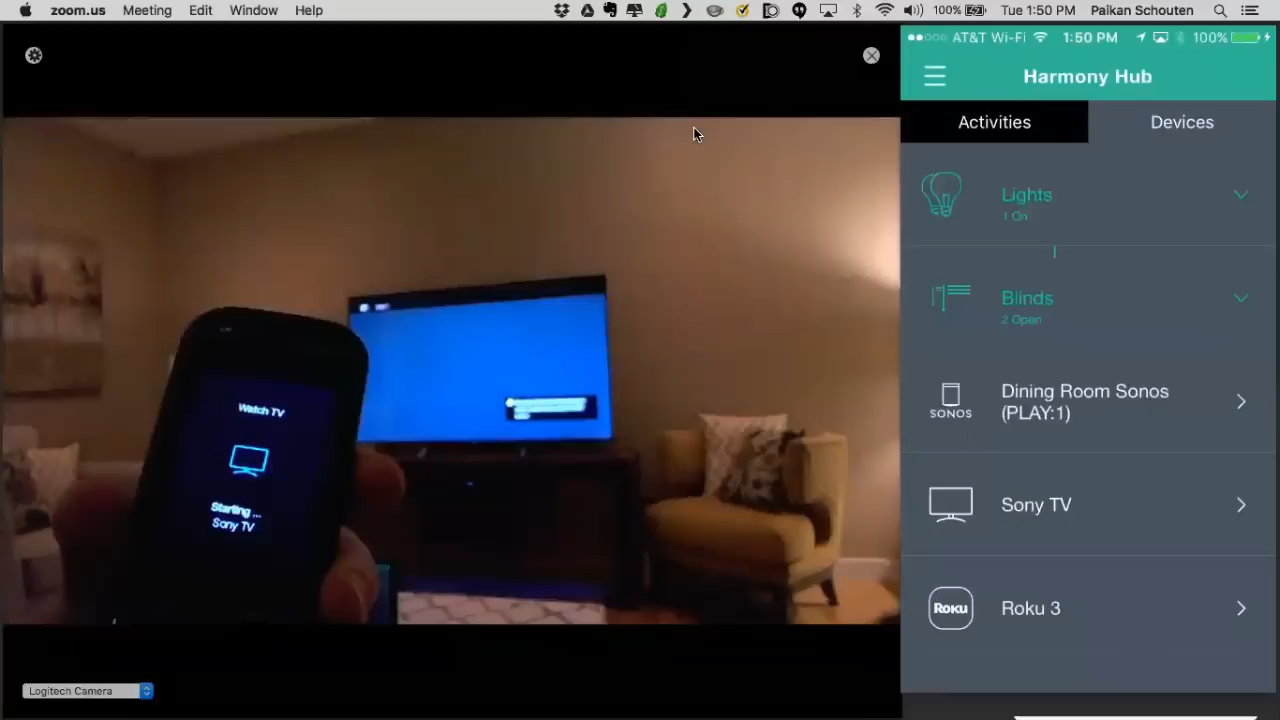 zoom.us Meeting Edit Window Help 100% Tue 1:50 PM Paikan Schouten
AT&T Wi-Fi 1:50 PM 100%
Harmony Hub
Activities Devices
Lights
1 On
Blinds
2 Open
Dining Room Sonos
(PLAY:1)
SONOS
Sony TV
Roku Roku 3
Watch TV
Starting ...
Sony TV
Logitech Camera